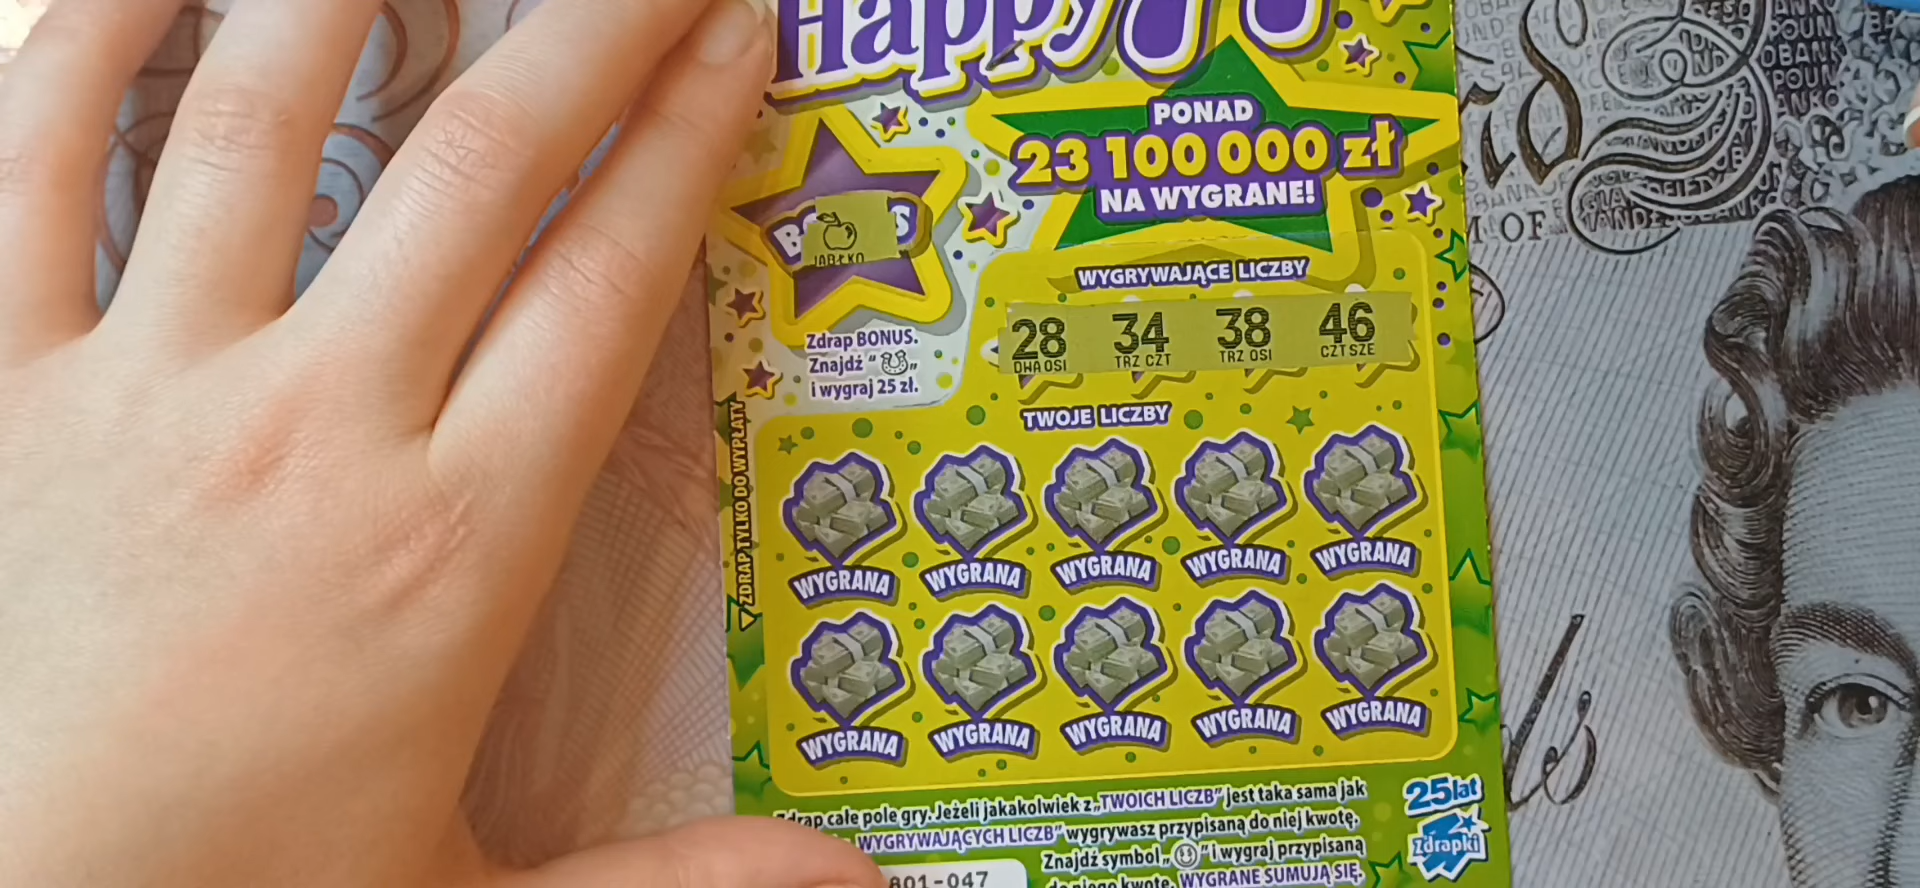 Happy
PONAD
23 100 000 zł
NA WYGRANE!
JABŁKO
WYGRYWAJĄCE LICZBY
28 34 38 46
DWA OSI TRZ CZT TRZ OSI CZT SZE
Zdrap BONUS.
Znajdź “ ”
i wygraj 25 zł.
TWOJE LICZBY
ZDRAP TYLKO DO WYPŁATY
WYGRANA WYGRANA WYGRANA WYGRANA WYGRANA
WYGRANA WYGRANA WYGRANA WYGRANA WYGRANA
Zdrap całe pole gry. Jeżeli jakakolwiek z „TWOICH LICZB” jest taka sama jak
WYGRYWAJĄCYCH LICZB” wygrywasz przypisaną do niej kwotę.
Znajdź symbol „ ” i wygraj przypisaną
do niego kwotę. WYGRANE SUMUJĄ SIĘ.
801-047
25 lat
Zdrapki